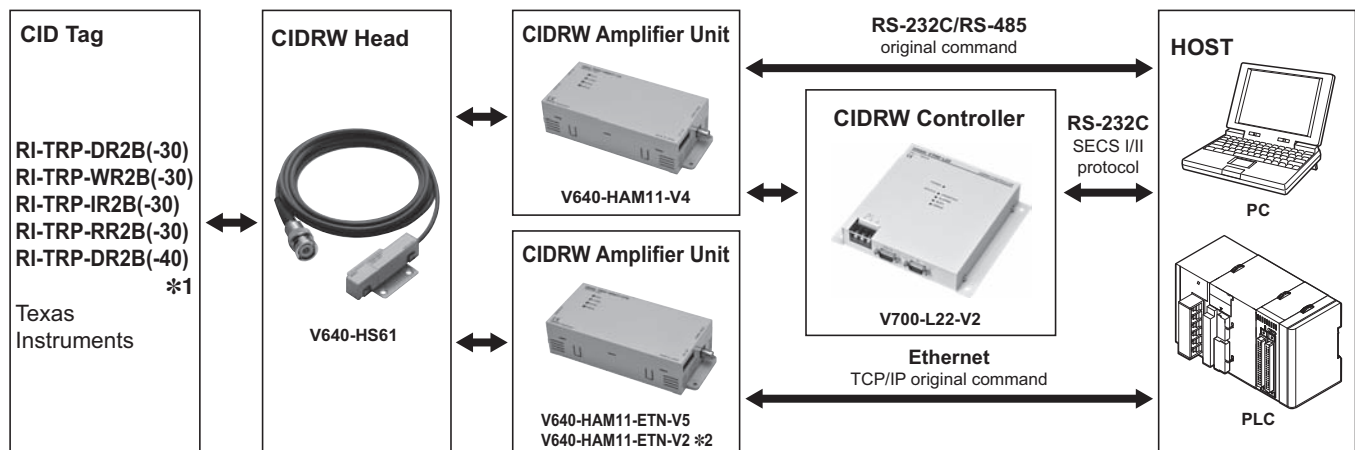 CID Tag
RI-TRP-DR2B(-30)
RI-TRP-WR2B(-30)
RI-TRP-IR2B(-30)
RI-TRP-RR2B(-30)
RI-TRP-DR2B(-40)
✻1
Texas
Instruments
CIDRW Head
V640-HS61
CIDRW Amplifier Unit
V640-HAM11-V4
CIDRW Amplifier Unit
V640-HAM11-ETN-V5
V640-HAM11-ETN-V2 ✻2
RS-232C/RS-485
original command
CIDRW Controller
V700-L22-V2
RS-232C
SECS I/II
protocol
Ethernet
TCP/IP original command
HOST
PC
PLC